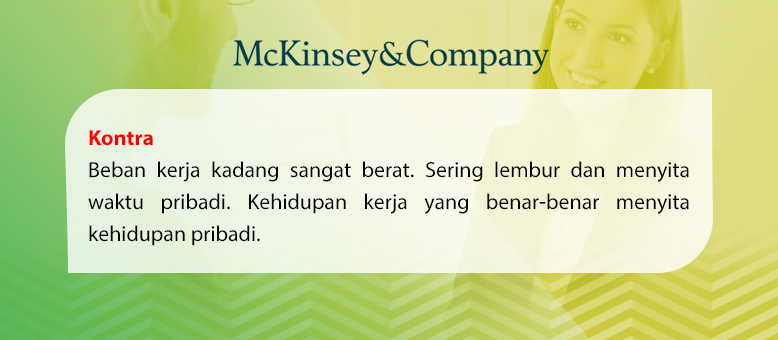 McKinsey&Company
Kontra
Beban kerja kadang sangat berat. Sering lembur dan menyita
waktu pribadi. Kehidupan kerja yang benar-benar menyita
kehidupan pribadi.